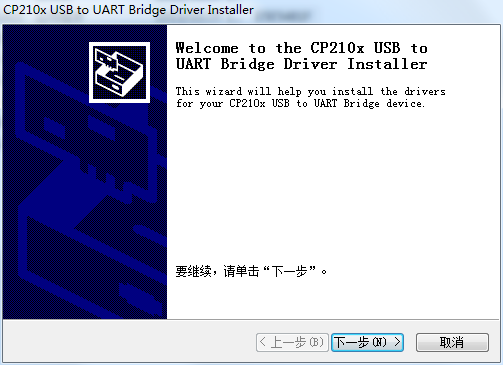 CP210x USB to UART Bridge Driver Installer
Welcome to the CP210x USB to
UART Bridge Driver Installer
This wizard will help you install the drivers
for your CP210x USB to UART Bridge device.
要继续，请单击“下一步”。
< 上一步(B)
下一步(N) >
取消